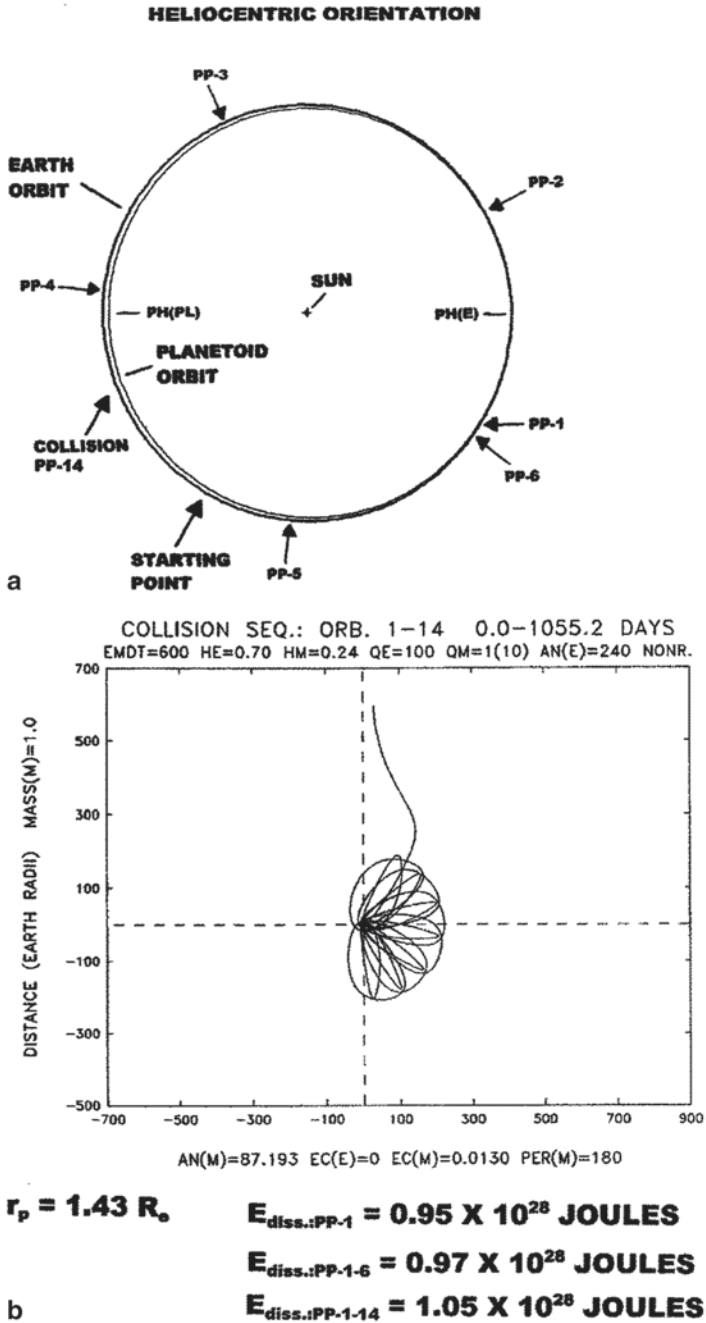 HELIOCENTRIC ORIENTATION
PP-3
EARTH
ORBIT
PP-2
SUN
PP-4
PH(PL)
PH(E)
PLANETOID
ORBIT
COLLISION
PP-14
PP-1
PP-6
STARTING
POINT
PP-5
a
COLLISION SEQ.: ORB. 1-14 0.0-1055.2 DAYS
EMDT=600 HE=0.70 HM=0.24 QE=100 QM=1(10) AN(E)=240 NONR.
DISTANCE (EARTH RADII) MASS(M)=1.0
700
500
300
100
-100
-300
-500
-700 -500 -300 -100 100 300 500 700 900
AN(M)=87.193 EC(E)=0 EC(M)=0.0130 PER(M)=180
rₚ = 1.43 Rₑ
E diss.:PP-1 = 0.95 X 10²⁸ JOULES
E diss.:PP-1-6 = 0.97 X 10²⁸ JOULES
E diss.:PP-1-14 = 1.05 X 10²⁸ JOULES
b